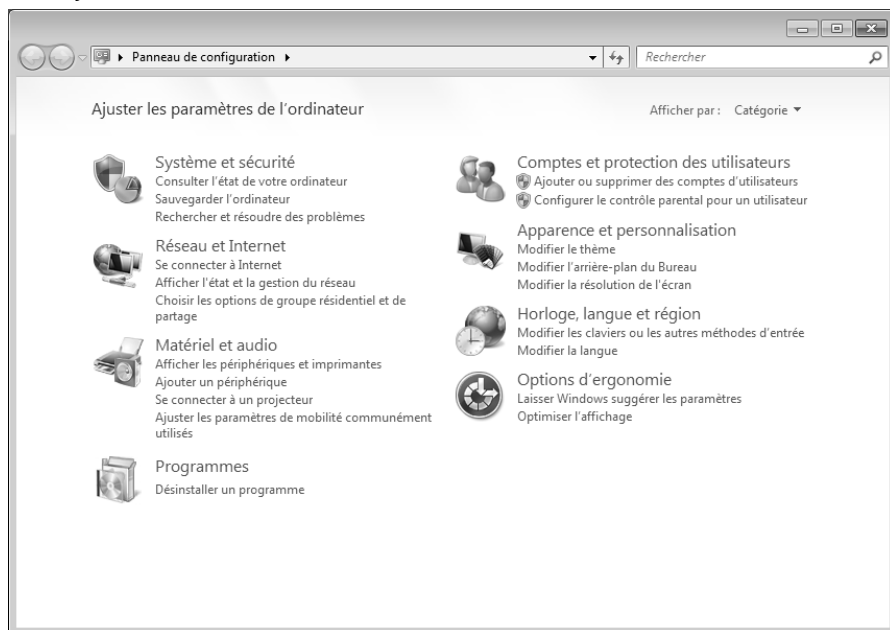 Panneau de configuration
Rechercher
Ajuster les paramètres de l'ordinateur
Afficher par : Catégorie
Système et sécurité
Consulter l'état de votre ordinateur
Sauvegarder l'ordinateur
Rechercher et résoudre des problèmes
Réseau et Internet
Se connecter à Internet
Afficher l'état et la gestion du réseau
Choisir les options de groupe résidentiel et de
partage
Matériel et audio
Afficher les périphériques et imprimantes
Ajouter un périphérique
Se connecter à un projecteur
Ajuster les paramètres de mobilité communément
utilisés
Programmes
Désinstaller un programme
Comptes et protection des utilisateurs
Ajouter ou supprimer des comptes d'utilisateurs
Configurer le contrôle parental pour un utilisateur
Apparence et personnalisation
Modifier le thème
Modifier l'arrière-plan du Bureau
Modifier la résolution de l'écran
Horloge, langue et région
Modifier les claviers ou les autres méthodes d'entrée
Modifier la langue
Options d'ergonomie
Laisser Windows suggérer les paramètres
Optimiser l'affichage